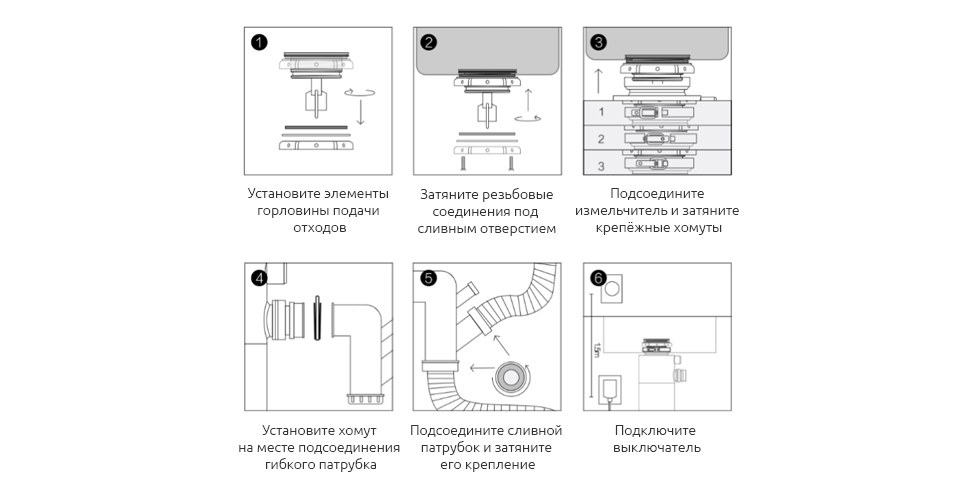 1
Установите элементы
горловины подачи
отходов
2
Затяните резьбовые
соединения под
сливным отверстием
3
1
2
3
Подсоедините
измельчитель и затяните
крепёжные хомуты
4
Установите хомут
на месте подсоединения
гибкого патрубка
5
Подсоедините сливной
патрубок и затяните
его крепление
6
1.5m
Подключите
выключатель